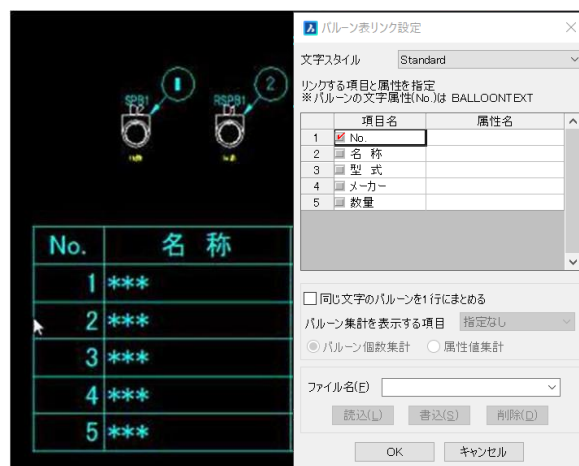 1
2
SPB1
RSPB1
No.
名 称
1 ***
2 ***
3 ***
4 ***
5 ***
バルーン表リンク設定
文字スタイル Standard
リンクする項目と属性を指定
※バルーンの文字属性(No.)は BALLOONTEXT
項目名 属性名
1 No.
2 名 称
3 型 式
4 メーカー
5 数量
同じ文字のバルーンを1行にまとめる
バルーン集計を表示する項目 指定なし
バルーン個数集計 属性値集計
ファイル名(F)
読込(L) 書込(S) 削除(D)
OK キャンセル